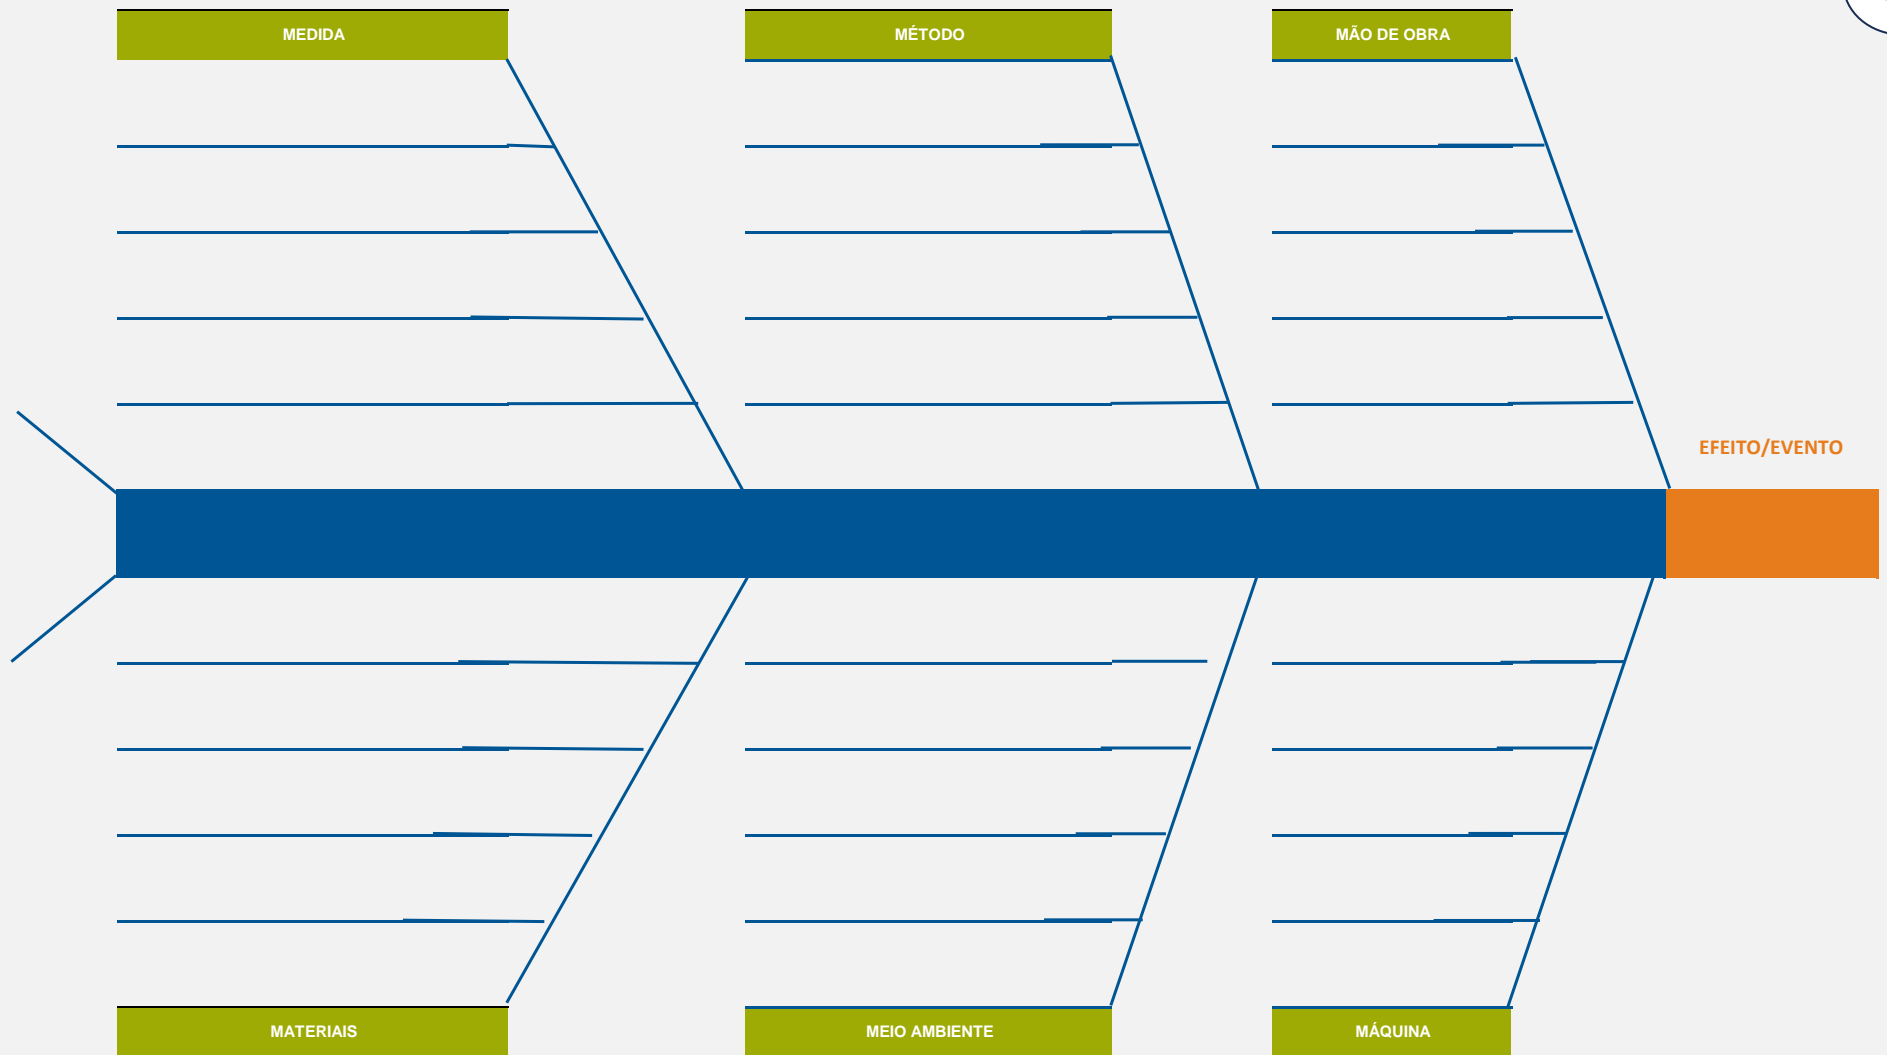 MEDIDA
MÉTODO
MÃO DE OBRA
EFEITO/EVENTO
MATERIAIS
MEIO AMBIENTE
MÁQUINA